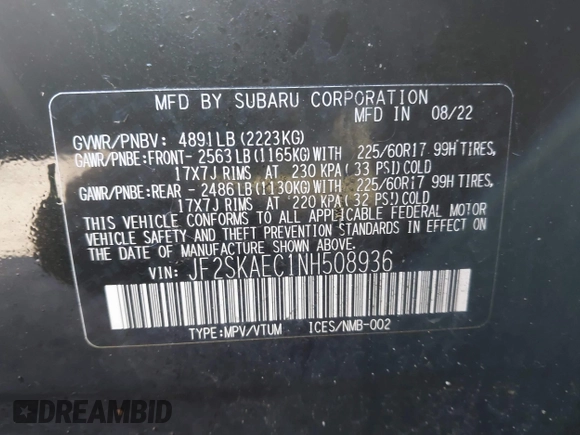 MFD BY SUBARU CORPORATION
MFD IN 08/22
GVWR/PNBV: 4891LB(2223KG)
GAWR/PNBE:FRONT- 2563LB(1165KG)WITH 225/60R17 99H TIRES,
17X7J RIMS AT 230 KPA(33 PSI)COLD
GAWR/PNBE:REAR - 2486LB(1130KG)WITH 225/60R17 99H TIRES,
17X7J RIMS AT 220 KPA(32 PSI)COLD
THIS VEHICLE CONFORMS TO ALL APPLICABLE FEDERAL MOTOR
VEHICLE SAFETY AND THEFT PREVENTION STANDARDS IN EFFECT ON
THE DATE OF MANUFACTURE SHOWN ABOVE.
VIN: JF2SKAEC1NH508936
TYPE:MPV/VTUM ICES/NMB-002
DREAMBID